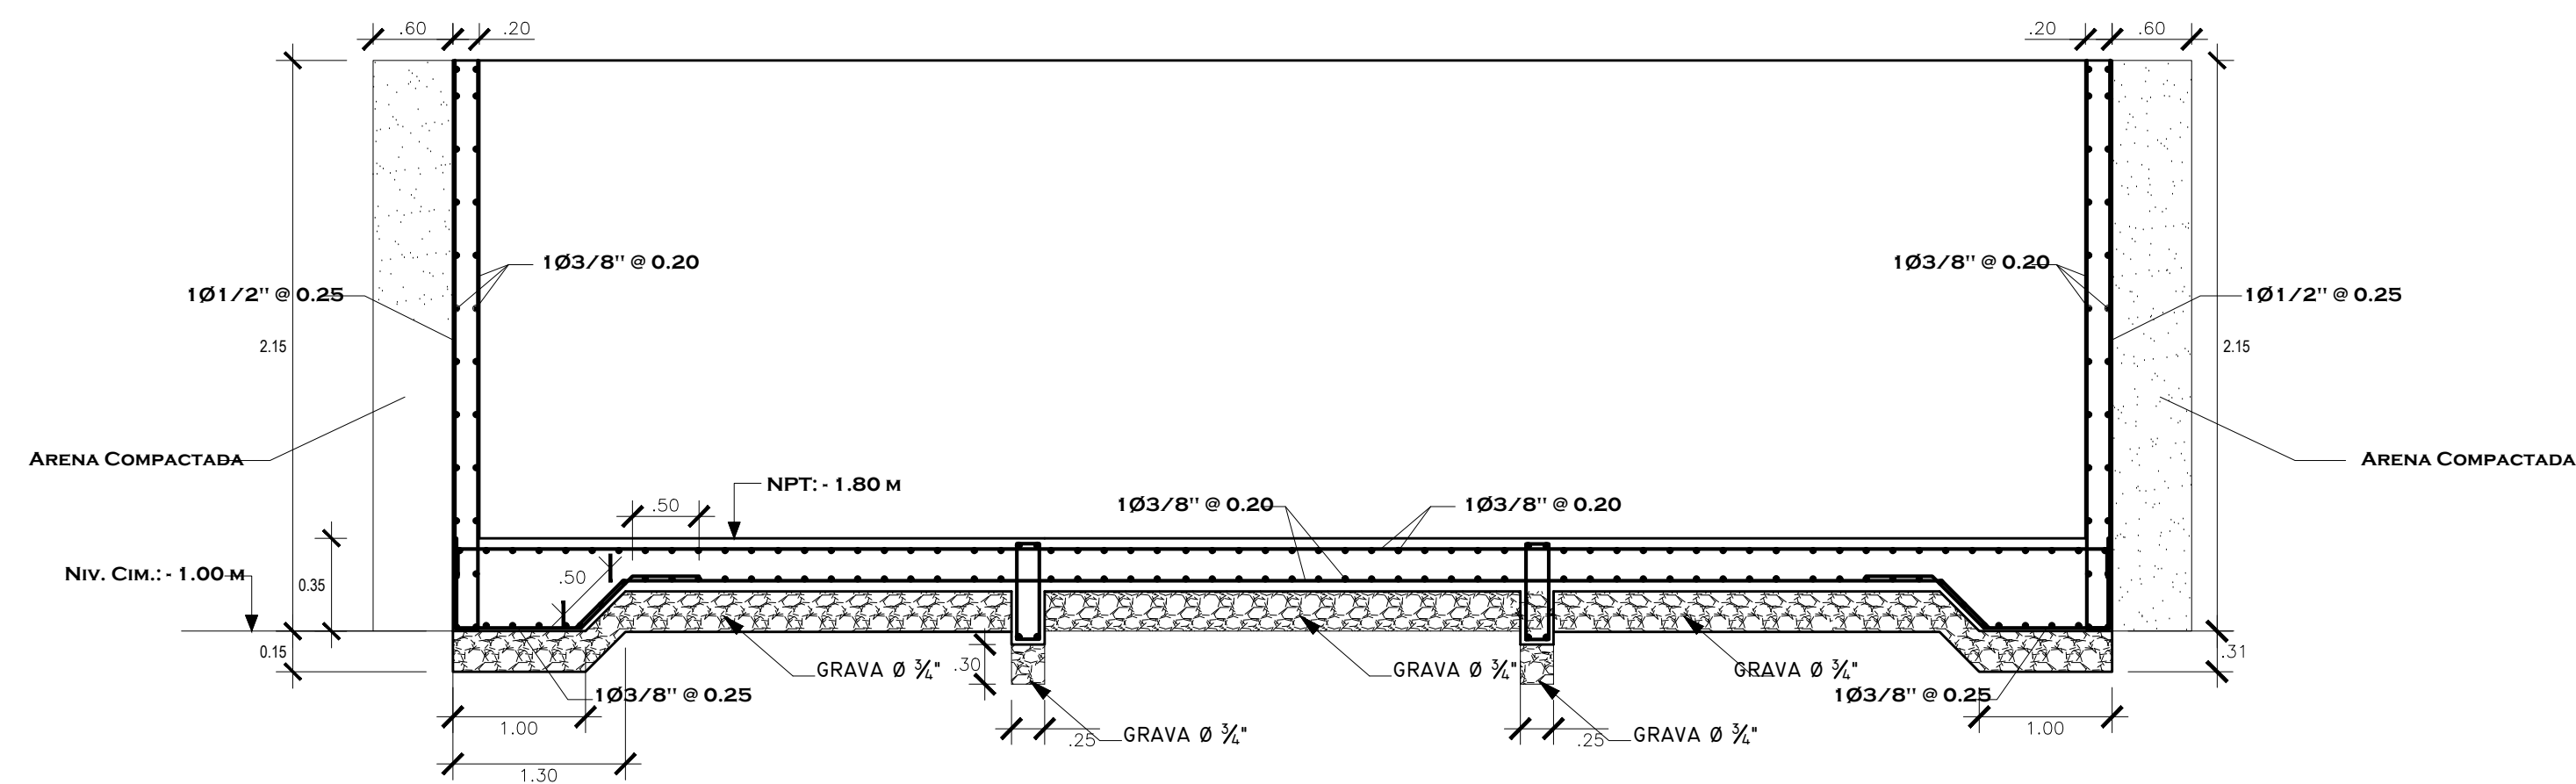 .60
.20
.20
.60
1Ø3/8" @ 0.20
1Ø3/8" @ 0.20
1Ø1/2" @ 0.25
1Ø1/2" @ 0.25
2.15
2.15
Arena Compactada
Arena Compactada
NPT: - 1.80 m
.50
1Ø3/8" @ 0.20
1Ø3/8" @ 0.20
Niv. Cim.: - 1.00 m
0.35
.50
0.15
.31
GRAVA Ø ¾"
.30
GRAVA Ø ¾"
GRAVA Ø ¾"
1Ø3/8" @ 0.25
1Ø3/8" @ 0.25
1.00
.25
GRAVA Ø ¾"
.25
GRAVA Ø ¾"
1.00
1.30